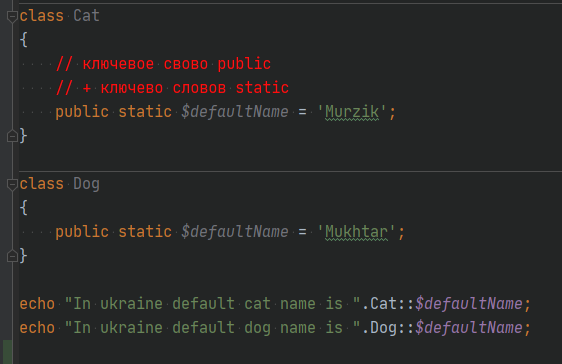 class Cat
{
// ключевое свово public
// + ключево словов static
public static $defaultName = 'Murzik';
}
class Dog
{
public static $defaultName = 'Mukhtar';
}
echo "In ukraine default cat name is ".Cat::$defaultName;
echo "In ukraine default dog name is ".Dog::$defaultName;